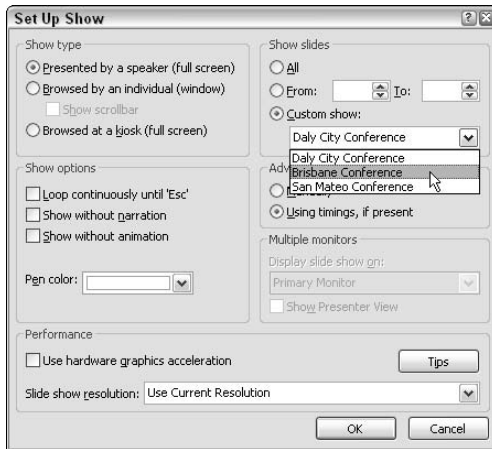 Set Up Show
Show type
Presented by a speaker (full screen)
Browsed by an individual (window)
Show scrollbar
Browsed at a kiosk (full screen)
Show slides
All
From: To:
Custom show:
Daly City Conference
Daly City Conference
Brisbane Conference
San Mateo Conference
Show options
Loop continuously until 'Esc'
Show without narration
Show without animation
Pen color:
Using timings, if present
Multiple monitors
Display slide show on:
Primary Monitor
Show Presenter View
Performance
Use hardware graphics acceleration
Tips
Slide show resolution: Use Current Resolution
OK Cancel